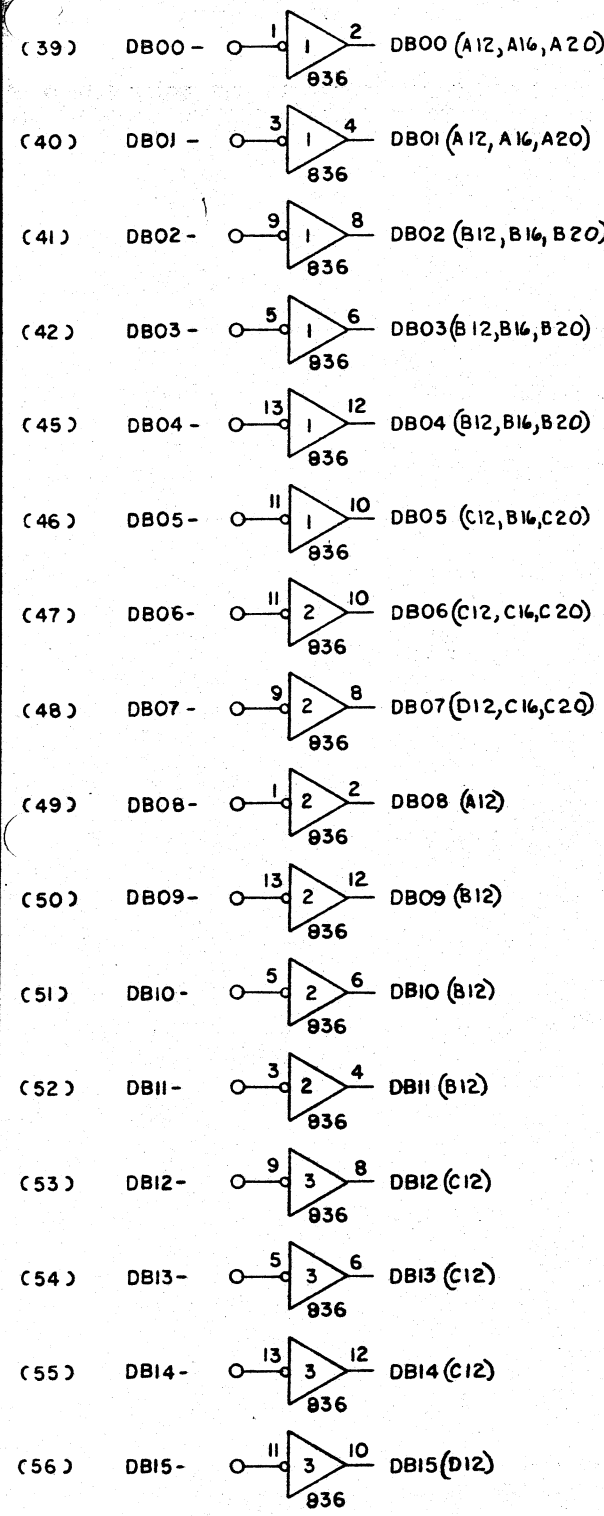 (39) DB00- 1 1 2 DB00 (A12, A16, A20)
836
(40) DB01- 3 1 4 DB01 (A12, A16, A20)
836
(41) DB02- 9 1 8 DB02 (B12, B16, B20)
836
(42) DB03- 5 1 6 DB03 (B12, B16, B20)
836
(45) DB04- 13 1 12 DB04 (B12, B16, B20)
836
(46) DB05- 11 1 10 DB05 (C12, B16, C20)
836
(47) DB06- 11 2 10 DB06 (C12, C16, C20)
836
(48) DB07- 9 2 8 DB07 (D12, C16, C20)
836
(49) DB08- 1 2 2 DB08 (A12)
836
(50) DB09- 13 2 12 DB09 (B12)
836
(51) DB10- 5 2 6 DB10 (B12)
836
(52) DB11- 3 2 4 DB11 (B12)
836
(53) DB12- 9 3 8 DB12 (C12)
836
(54) DB13- 5 3 6 DB13 (C12)
836
(55) DB14- 13 3 12 DB14 (C12)
836
(56) DB15- 11 3 10 DB15 (D12)
836